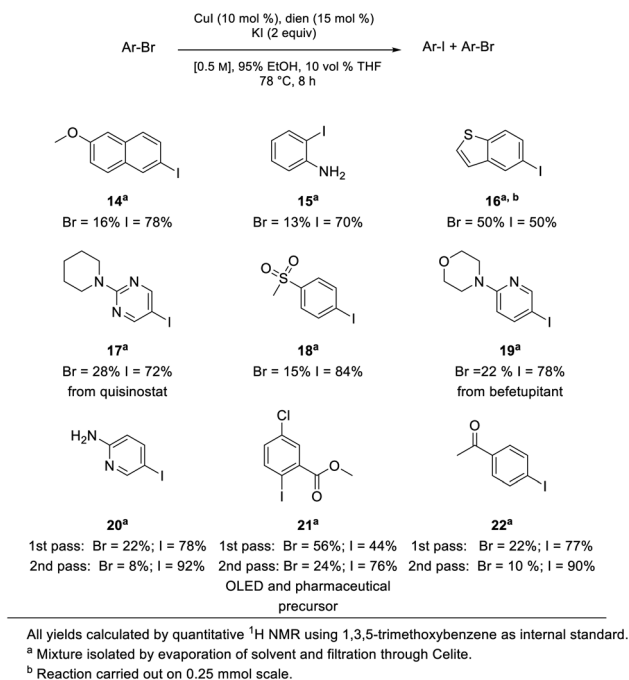 CuI (10 mol %), dien (15 mol %)
KI (2 equiv)
Ar-Br
Ar-I + Ar-Br
[0.5 M], 95% EtOH, 10 vol % THF
78 °C, 8 h
O
I
I
NH₂
S
I
14ᵃ
15ᵃ
16ᵃ, ᵇ
Br = 16% I = 78%
Br = 13% I = 70%
Br = 50% I = 50%
N
N
N
I
O
O
S
I
O
N
N
I
17ᵃ
18ᵃ
19ᵃ
Br = 28% I = 72%
Br = 15% I = 84%
Br =22 % I = 78%
from quisinostat
from befetupitant
H₂N
N
I
Cl
O
O
I
O
I
20ᵃ
21ᵃ
22ᵃ
1st pass: Br = 22%; I = 78%
1st pass: Br = 56%; I = 44%
1st pass: Br = 22%; I = 77%
2nd pass: Br = 8%; I = 92%
2nd pass: Br = 24%; I = 76%
2nd pass: Br = 10 %; I = 90%
OLED and pharmaceutical
precursor
All yields calculated by quantitative ¹H NMR using 1,3,5-trimethoxybenzene as internal standard.
ᵃ Mixture isolated by evaporation of solvent and filtration through Celite.
ᵇ Reaction carried out on 0.25 mmol scale.